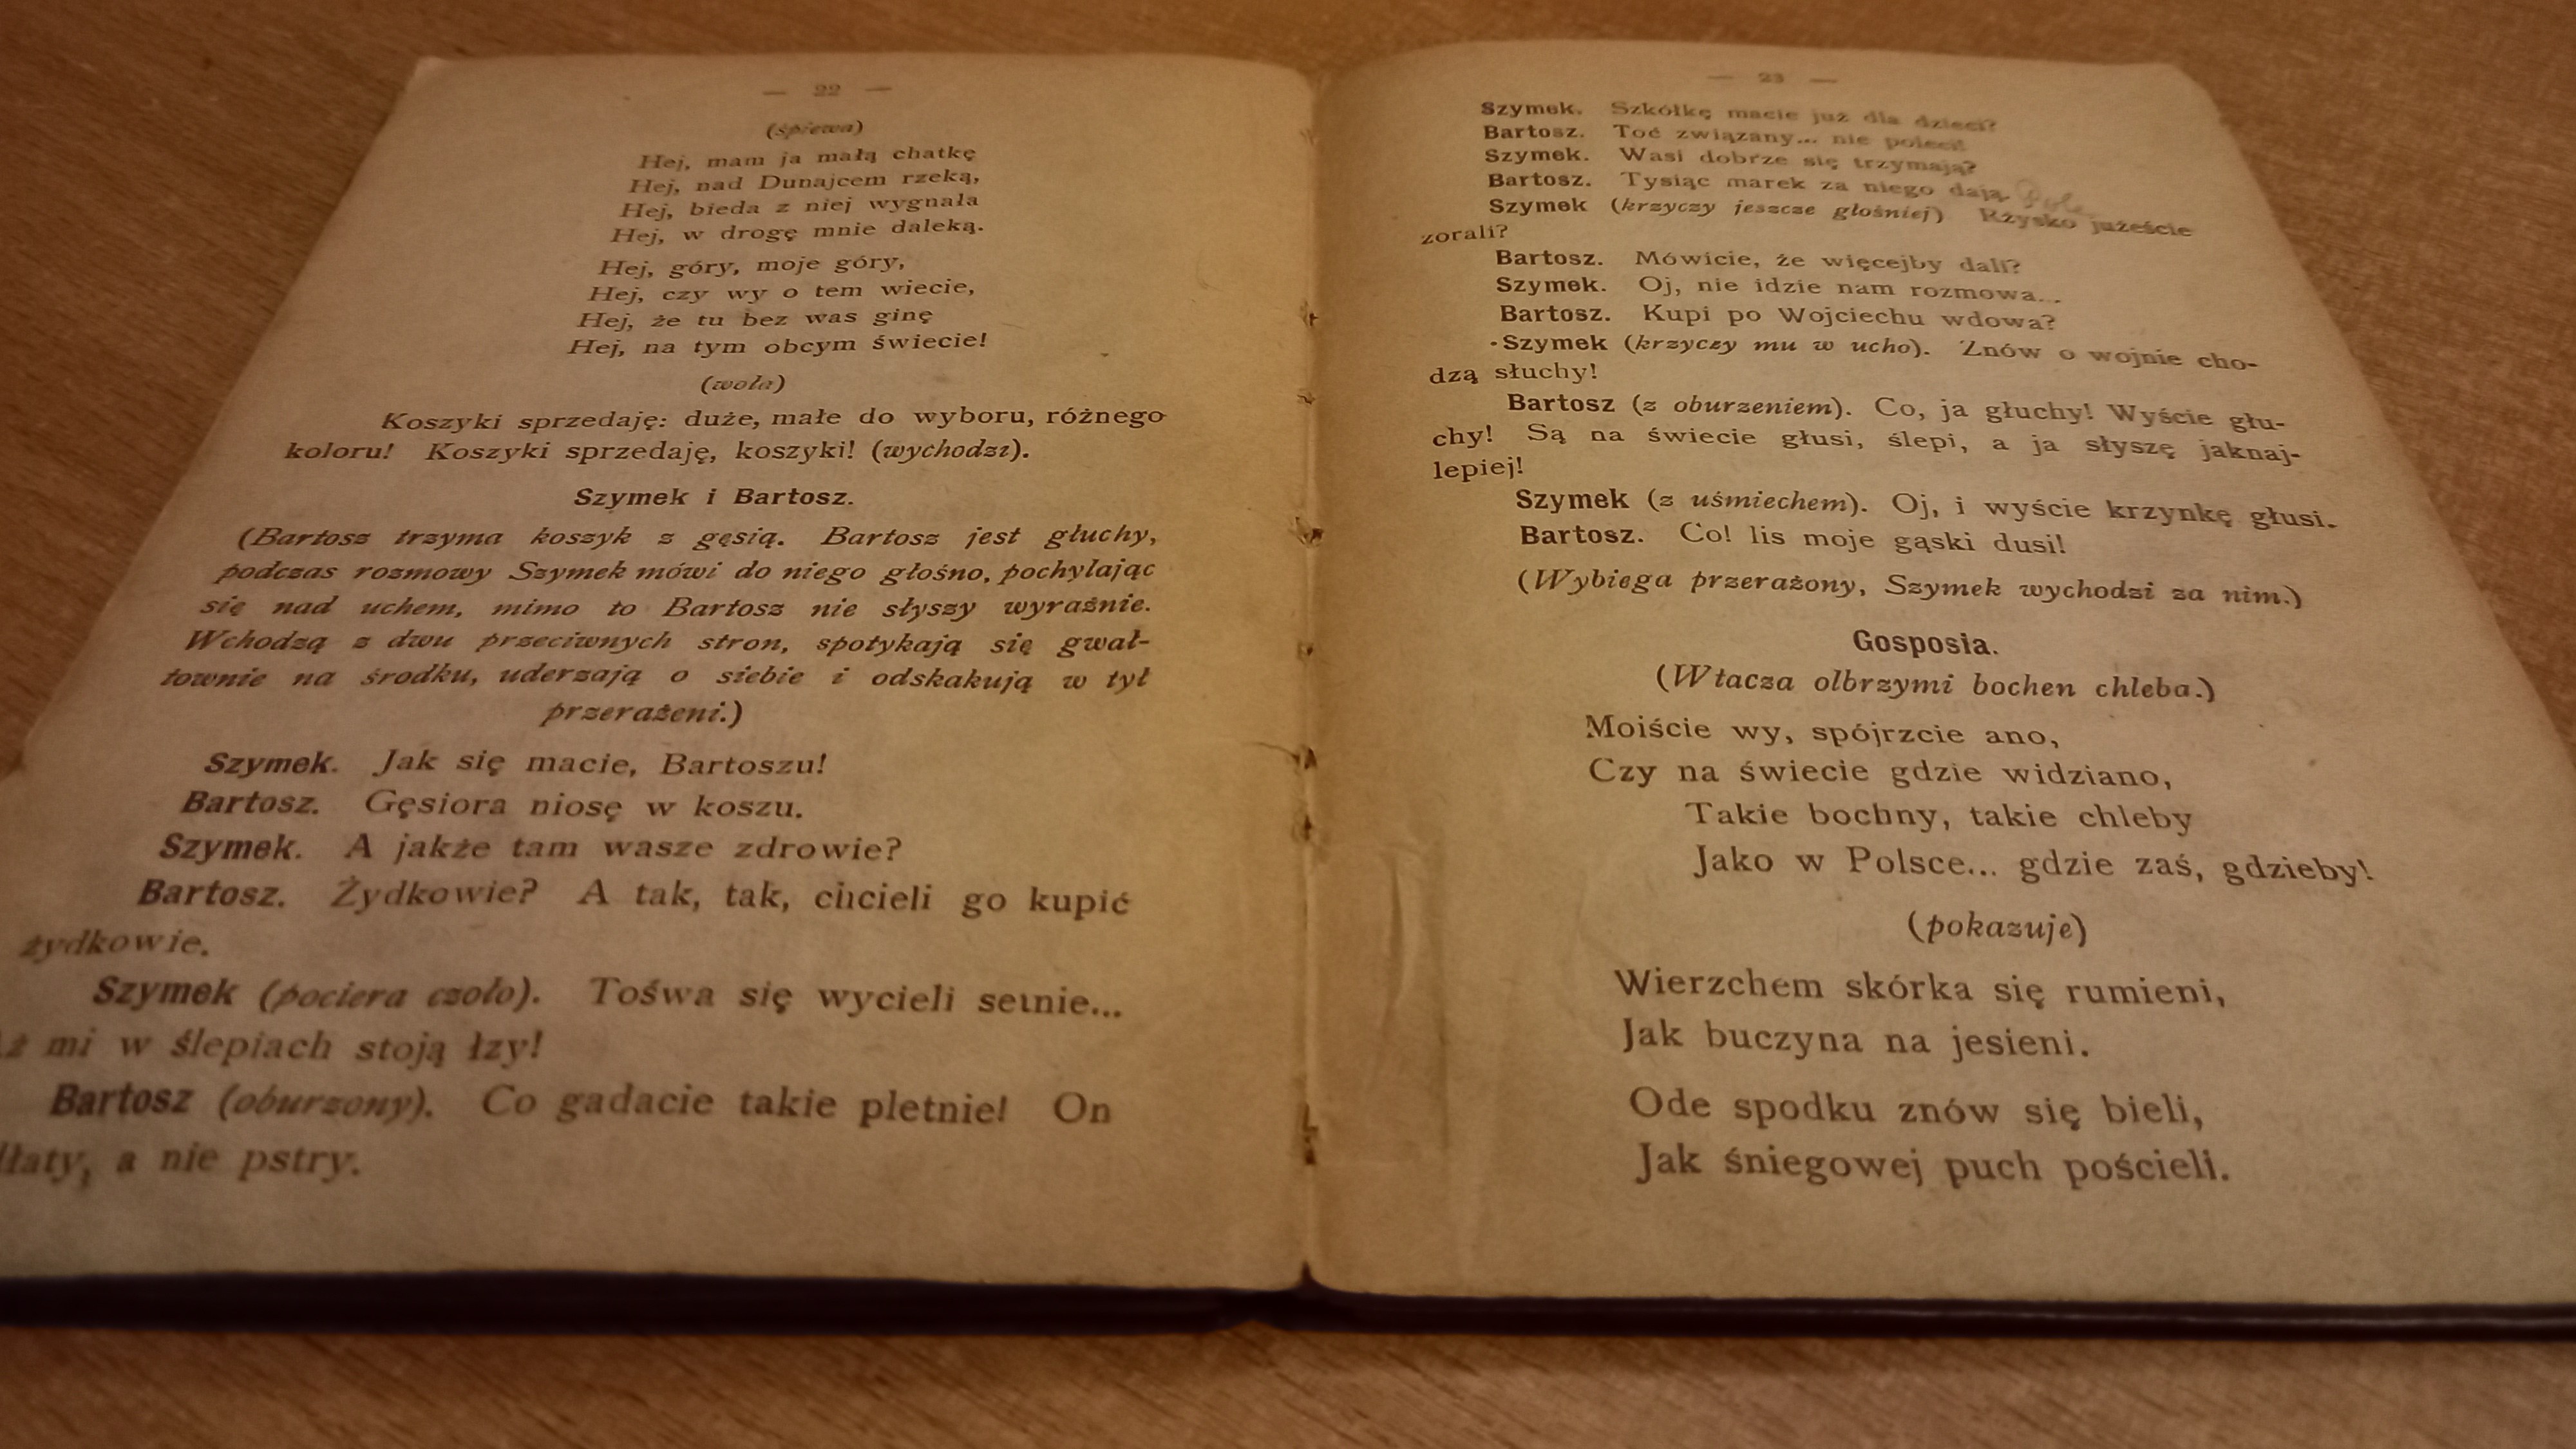 — 22 —
(śpiewa)
Hej, mam ja małą chatkę
Hej, nad Dunajcem rzeką,
Hej, bieda z niej wygnała
Hej, w drogę mnie daleką.
Hej, góry, moje góry,
Hej, czy wy o tem wiecie,
Hej, że tu bez was ginę
Hej, na tym obcym świecie!
(woła)
Koszyki sprzedaję: duże, małe do wyboru, różnego
koloru! Koszyki sprzedaję, koszyki! (wychodzi).
Szymek i Bartosz.
(Bartosz trzyma koszyk z gęsią. Bartosz jest głuchy,
podczas rozmowy Szymek mówi do niego głośno, pochylając
się nad uchem, mimo to Bartosz nie słyszy wyraźnie.
Wchodzą z dwu przeciwnych stron, spotykają się gwał-
townie na środku, uderzają o siebie i odskakują w tył
przerażeni.)
Szymek. Jak się macie, Bartoszu!
Bartosz. Gęsiora niosę w koszu.
Szymek. A jakże tam wasze zdrowie?
Bartosz. Żydkowie? A tak, tak, chcieli go kupić
żydkowie.
Szymek (pociera czoło). Tośwa się wycieli setnie...
mi w ślepiach stoją łzy!
Bartosz (oburzony). Co gadacie takie pletnie! On
a nie pstry.
— 23 —
Szymek. Szkółkę macie już dla dzieci?
Bartosz. Toć związany... nie poleci!
Szymek. Wasi dobrze się trzymają?
Bartosz. Tysiąc marek za niego dają.
Szymek (krzyczy jeszcze głośniej) Rżysko jużeście
zorali?
Bartosz. Mówicie, że więcejby dali?
Szymek. Oj, nie idzie nam rozmowa...
Bartosz. Kupi po Wojciechu wdowa?
Szymek (krzyczy mu w ucho). Znów o wojnie cho-
dzą słuchy!
Bartosz (z oburzeniem). Co, ja głuchy! Wyście głu-
chy! Są na świecie głusi, ślepi, a ja słyszę jaknaj-
lepiej!
Szymek (z uśmiechem). Oj, i wyście krzynkę głusi.
Bartosz. Co! lis moje gąski dusi!
(Wybiega przerażony, Szymek wychodzi za nim.)
Gosposia.
(Wtacza olbrzymi bochen chleba.)
Moiście wy, spójrzcie ano,
Czy na świecie gdzie widziano,
Takie bochny, takie chleby
Jako w Polsce... gdzie zaś, gdzieby!
(pokazuje)
Wierzchem skórka się rumieni,
Jak buczyna na jesieni.
Ode spodku znów się bieli,
Jak śniegowej puch pościeli.